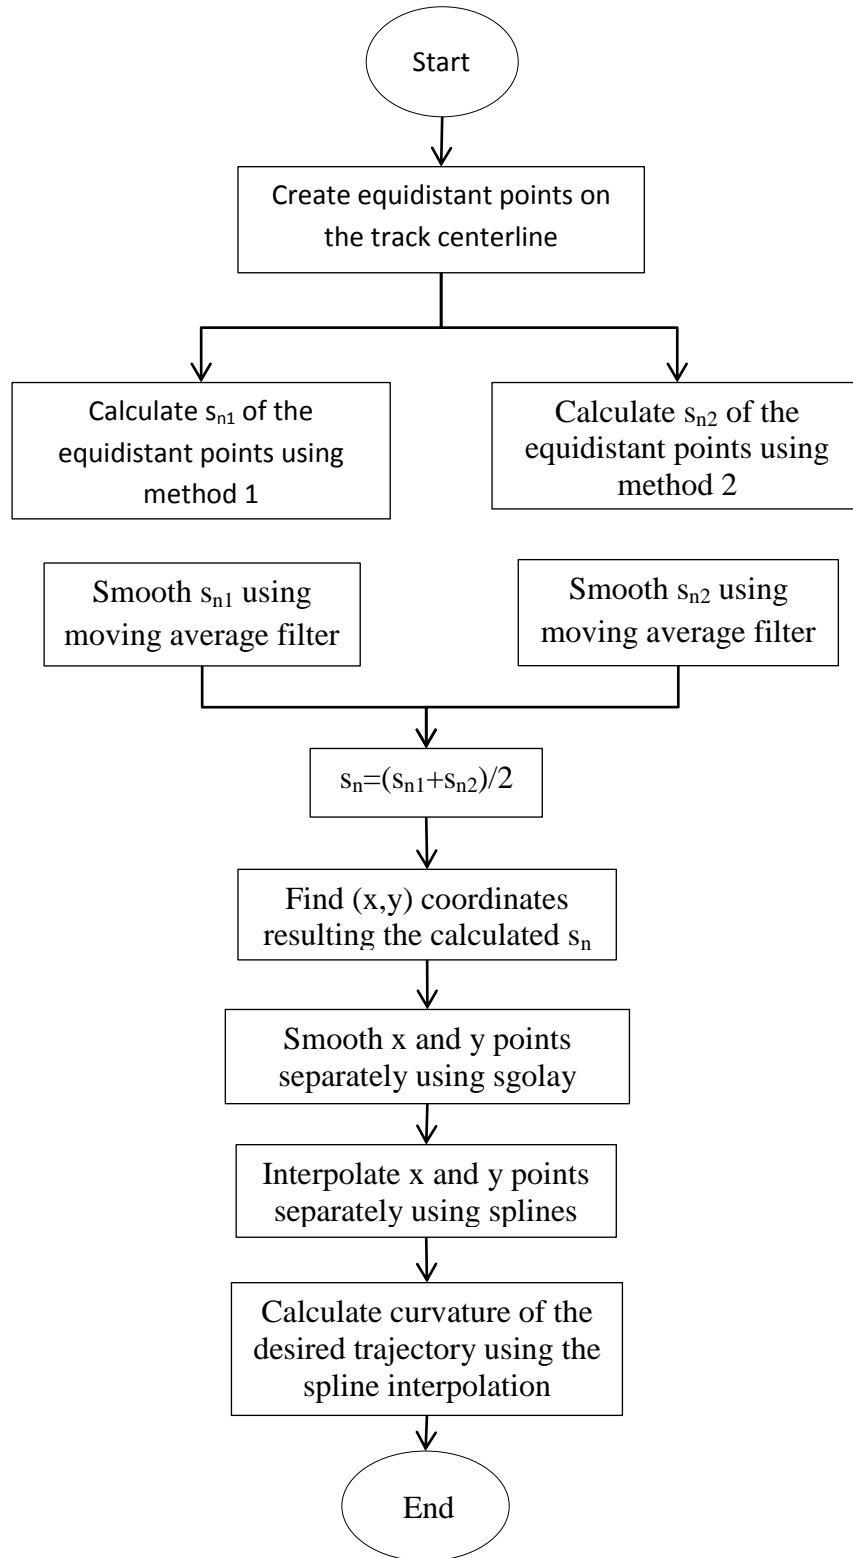 Start
Create equidistant points on
the track centerline
Calculate sn1 of the
equidistant points using
method 1
Calculate sn2 of the
equidistant points using
method 2
Smooth sn1 using
moving average filter
Smooth sn2 using
moving average filter
sn=(sn1+sn2)/2
Find (x,y) coordinates
resulting the calculated sn
Smooth x and y points
separately using sgolay
Interpolate x and y points
separately using splines
Calculate curvature of the
desired trajectory using the
spline interpolation
End